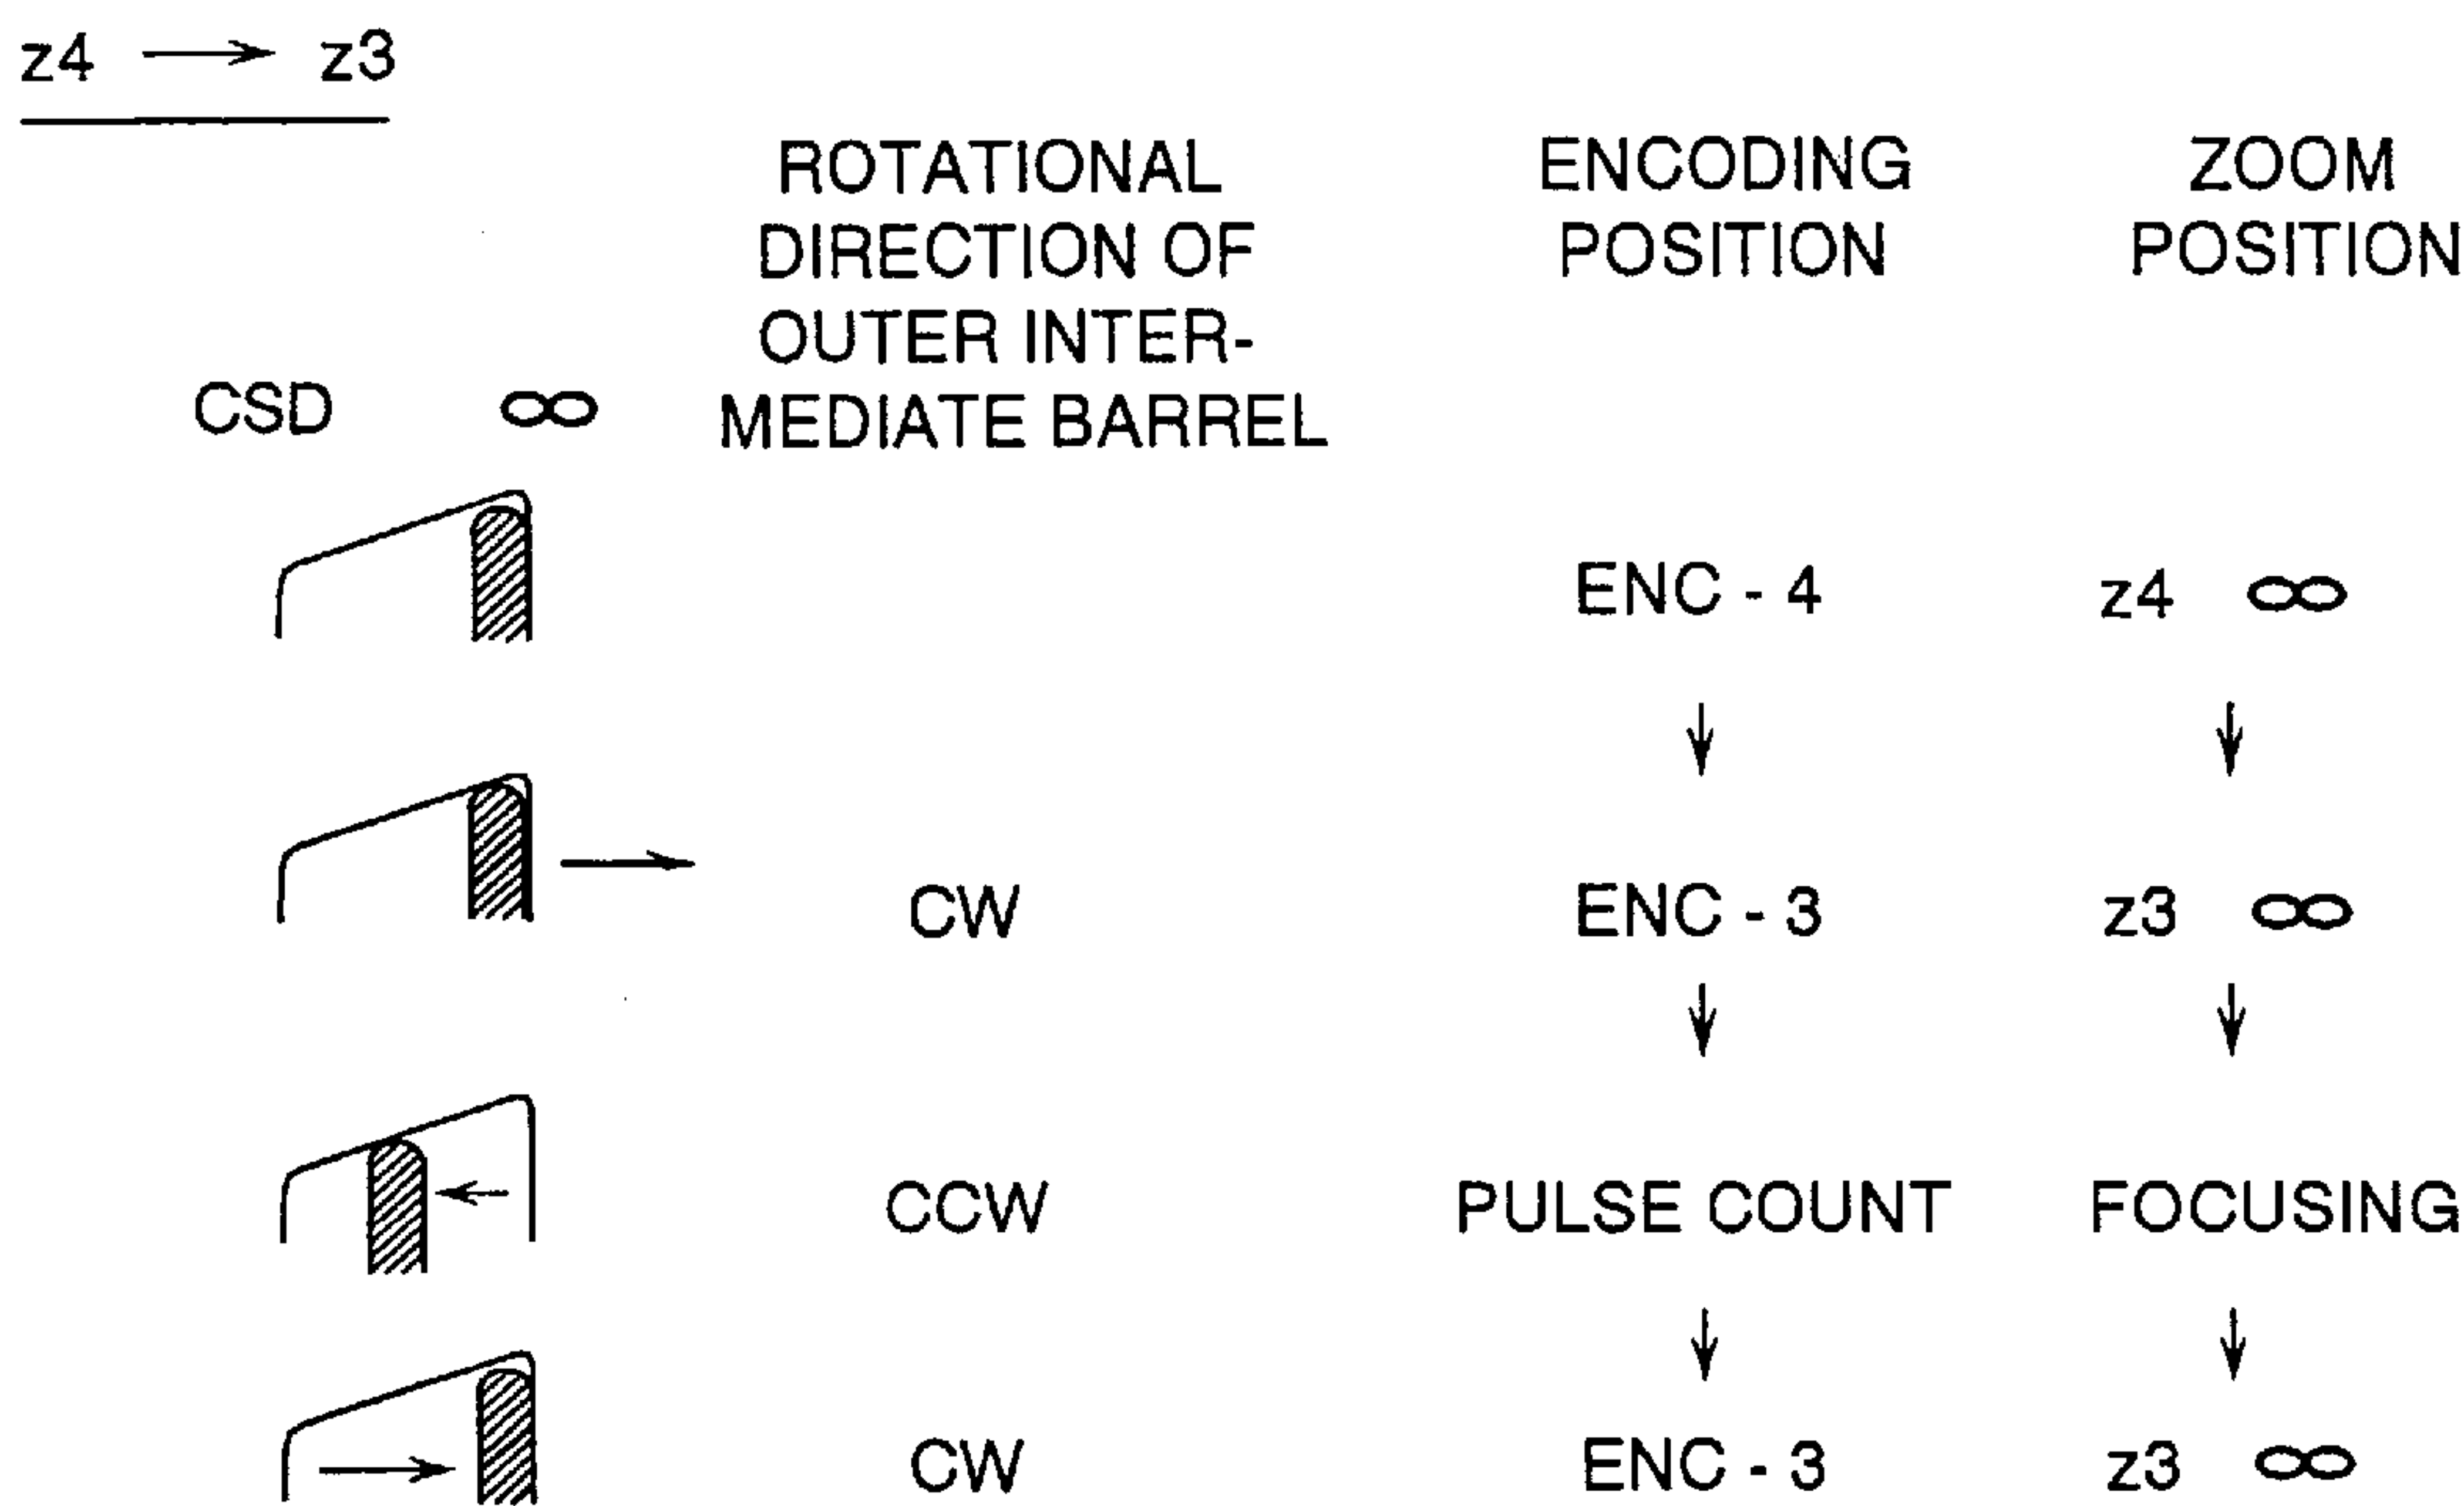 z4 → z3
ROTATIONAL DIRECTION OF OUTER INTER-MEDIATE BARREL
ENCODING POSITION
ZOOM POSITION
CSD ∞
ENC - 4 z4 ∞
CW ENC - 3 z3 ∞
CCW PULSE COUNT FOCUSING
CW ENC - 3 z3 ∞